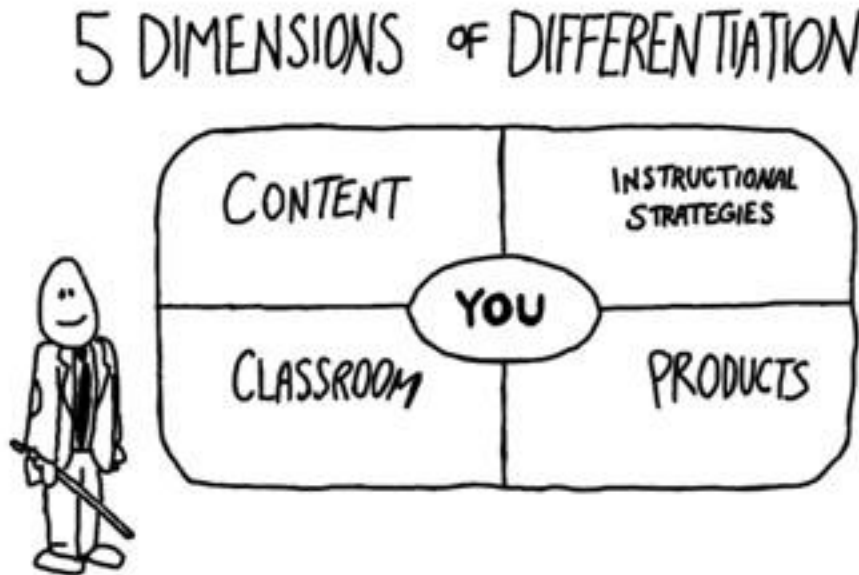 5 DIMENSIONS OF DIFFERENTIATION
CONTENT
INSTRUCTIONAL
STRATEGIES
YOU
CLASSROOM
PRODUCTS